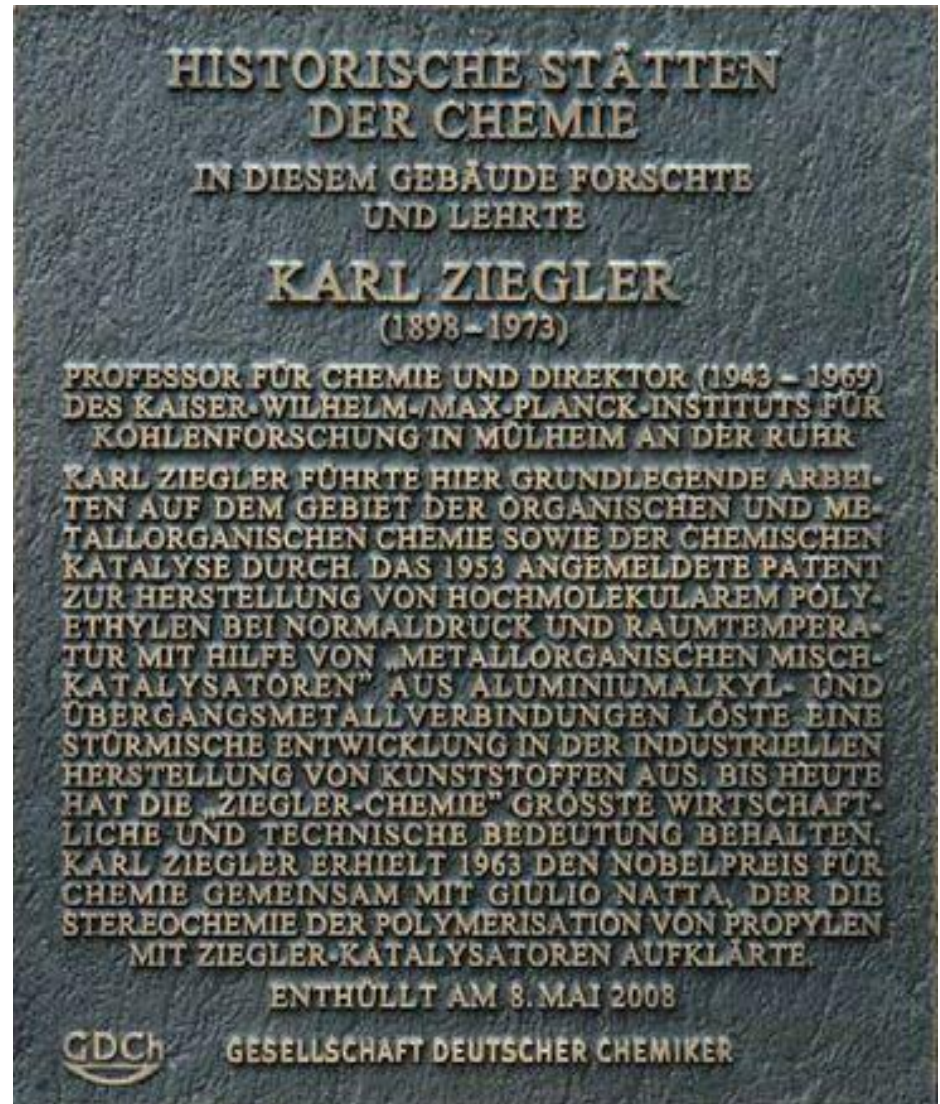 HISTORISCHE STÄTTEN
DER CHEMIE
IN DIESEM GEBÄUDE FORSCHTE
UND LEHRTE
KARL ZIEGLER
(1898–1973)
PROFESSOR FÜR CHEMIE UND DIREKTOR (1943 – 1969)
DES KAISER-WILHELM-/MAX-PLANCK-INSTITUTS FÜR
KOHLENFORSCHUNG IN MÜLHEIM AN DER RUHR
KARL ZIEGLER FÜHRTE HIER GRUNDLEGENDE ARBEI-
TEN AUF DEM GEBIET DER ORGANISCHEN UND ME-
TALLORGANISCHEN CHEMIE SOWIE DER CHEMISCHEN
KATALYSE DURCH. DAS 1953 ANGEMELDETE PATENT
ZUR HERSTELLUNG VON HOCHMOLEKULAREM POLY-
ETHYLEN BEI NORMALDRUCK UND RAUMTEMPERA-
TUR MIT HILFE VON „METALLORGANISCHEN MISCH-
KATALYSATOREN” AUS ALUMINIUMALKYL- UND
ÜBERGANGSMETALLVERBINDUNGEN LÖSTE EINE
STÜRMISCHE ENTWICKLUNG IN DER INDUSTRIELLEN
HERSTELLUNG VON KUNSTSTOFFEN AUS. BIS HEUTE
HAT DIE „ZIEGLER-CHEMIE” GRÖSSTE WIRTSCHAFT-
LICHE UND TECHNISCHE BEDEUTUNG BEHALTEN.
KARL ZIEGLER ERHIELT 1963 DEN NOBELPREIS FÜR
CHEMIE GEMEINSAM MIT GIULIO NATTA, DER DIE
STEREOCHEMIE DER POLYMERISATION VON PROPYLEN
MIT ZIEGLER-KATALYSATOREN AUFKLÄRTE.
ENTHÜLLT AM 8. MAI 2008
GDCh GESELLSCHAFT DEUTSCHER CHEMIKER